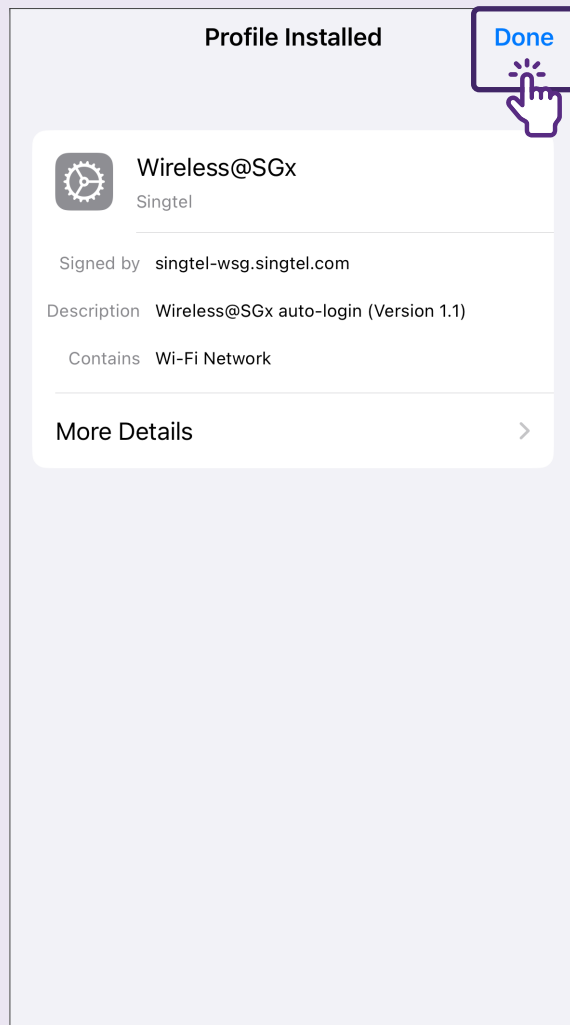 Profile Installed
Done
Wireless@SGx
Singtel
Signed by singtel-wsg.singtel.com
Description Wireless@SGx auto-login (Version 1.1)
Contains Wi-Fi Network
More Details